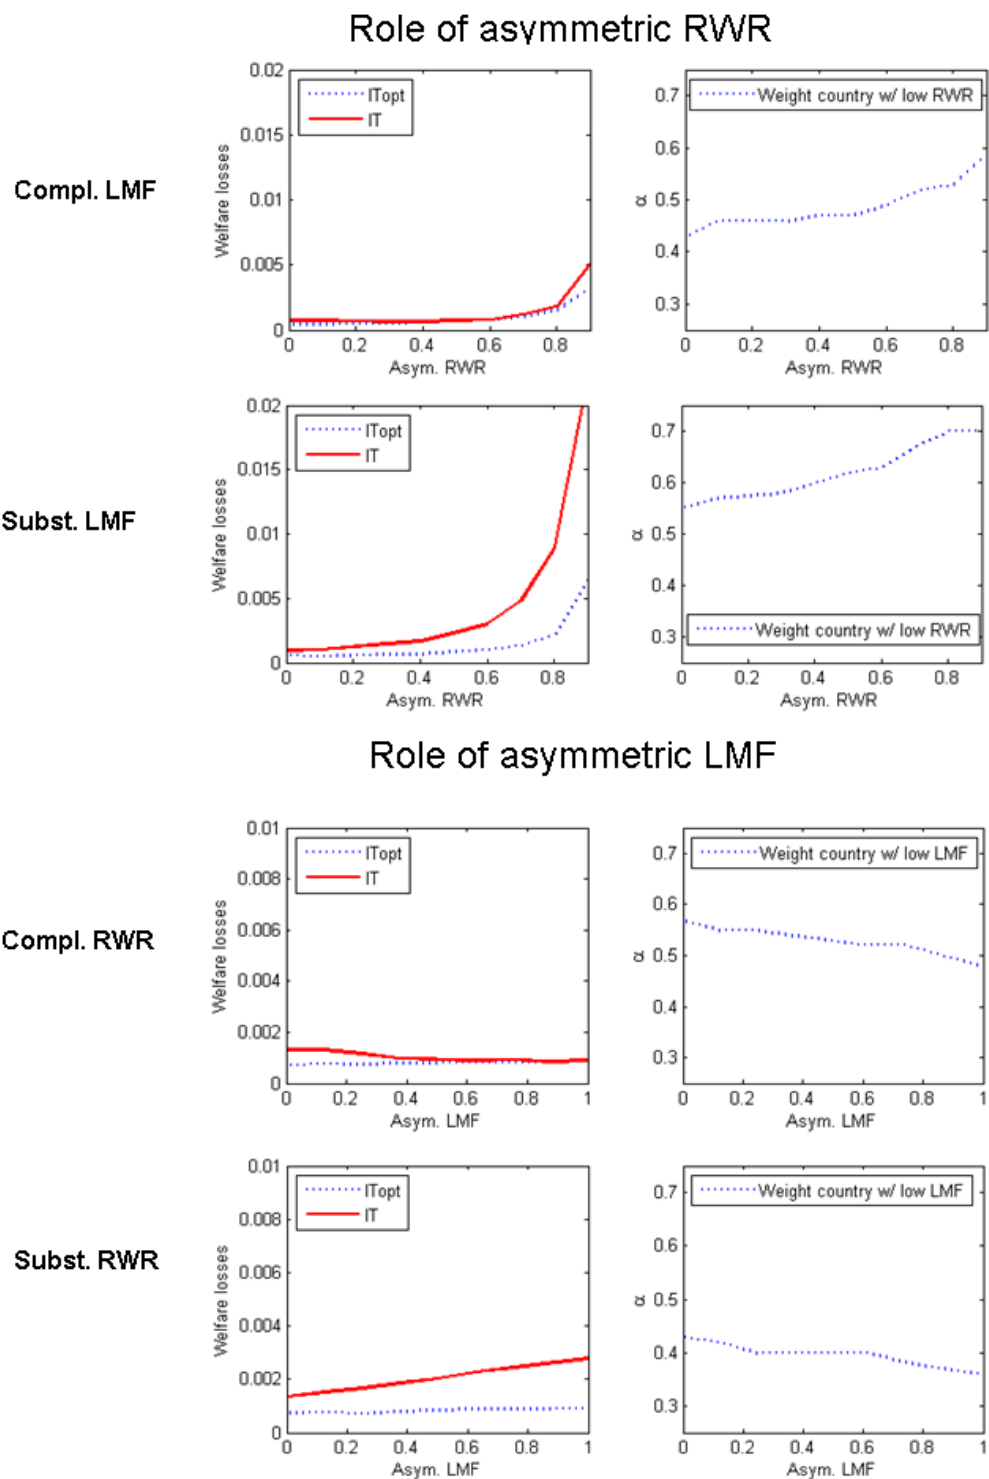 Role of asymmetric RWR
Compl. LMF
0.02
0.015
0.01
0.005
0
Welfare losses
ITopt
IT
0 0.2 0.4 0.6 0.8
Asym. RWR
0.7
0.6
0.5
0.4
0.3
α
Weight country w/ low RWR
0 0.2 0.4 0.6 0.8
Asym. RWR
Subst. LMF
0.02
0.015
0.01
0.005
0
Welfare losses
ITopt
IT
0 0.2 0.4 0.6 0.8
Asym. RWR
0.7
0.6
0.5
0.4
0.3
α
Weight country w/ low RWR
0 0.2 0.4 0.6 0.8
Asym. RWR
Role of asymmetric LMF
Compl. RWR
0.01
0.008
0.006
0.004
0.002
0
Welfare losses
ITopt
IT
0 0.2 0.4 0.6 0.8 1
Asym. LMF
0.7
0.6
0.5
0.4
0.3
α
Weight country w/ low LMF
0 0.2 0.4 0.6 0.8 1
Asym. LMF
Subst. RWR
0.01
0.008
0.006
0.004
0.002
0
Welfare losses
ITopt
IT
0 0.2 0.4 0.6 0.8 1
Asym. LMF
0.7
0.6
0.5
0.4
0.3
α
Weight country w/ low LMF
0 0.2 0.4 0.6 0.8 1
Asym. LMF